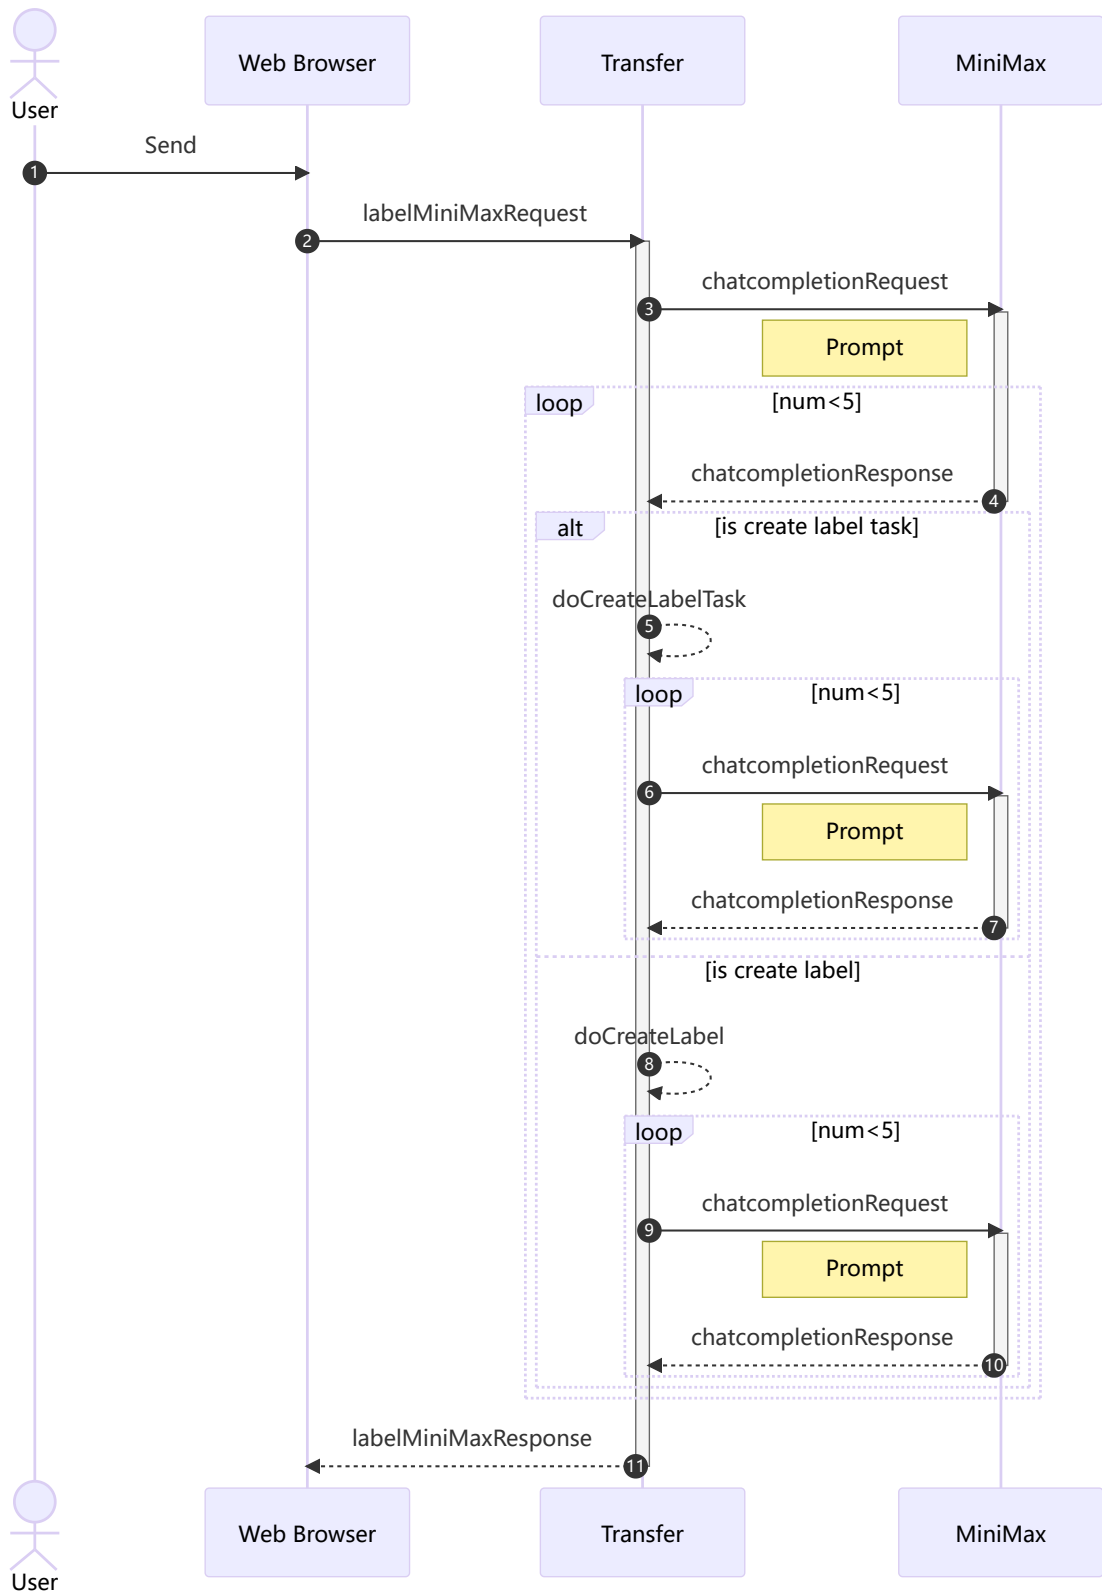 User
Web Browser
Transfer
MiniMax
Send
1
labelMiniMaxRequest
2
chatcompletionRequest
3
Prompt
loop
[num<5]
chatcompletionResponse
4
alt
[is create label task]
doCreateLabelTask
5
loop
[num<5]
chatcompletionRequest
6
Prompt
chatcompletionResponse
7
[is create label]
doCreateLabel
8
loop
[num<5]
chatcompletionRequest
9
Prompt
chatcompletionResponse
10
labelMiniMaxResponse
11
User
Web Browser
Transfer
MiniMax